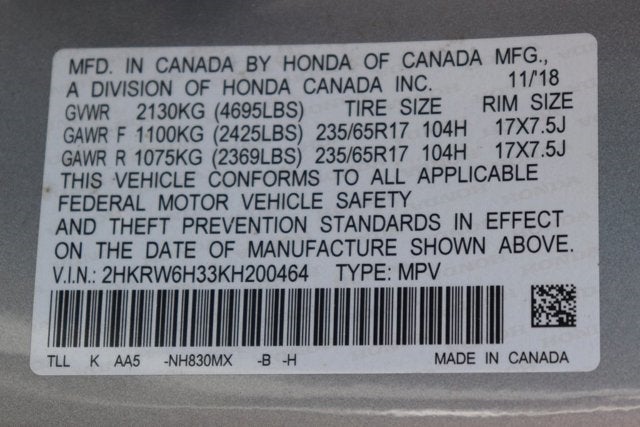 MFD. IN CANADA BY HONDA OF CANADA MFG.,
A DIVISION OF HONDA CANADA INC. 11/'18
GVWR 2130KG (4695LBS) TIRE SIZE RIM SIZE
GAWR F 1100KG (2425LBS) 235/65R17 104H 17X7.5J
GAWR R 1075KG (2369LBS) 235/65R17 104H 17X7.5J
THIS VEHICLE CONFORMS TO ALL APPLICABLE
FEDERAL MOTOR VEHICLE SAFETY
AND THEFT PREVENTION STANDARDS IN EFFECT
ON THE DATE OF MANUFACTURE SHOWN ABOVE.
V.I.N.: 2HKRW6H33KH200464 TYPE: MPV
TLL K AA5 -NH830MX -B -H MADE IN CANADA